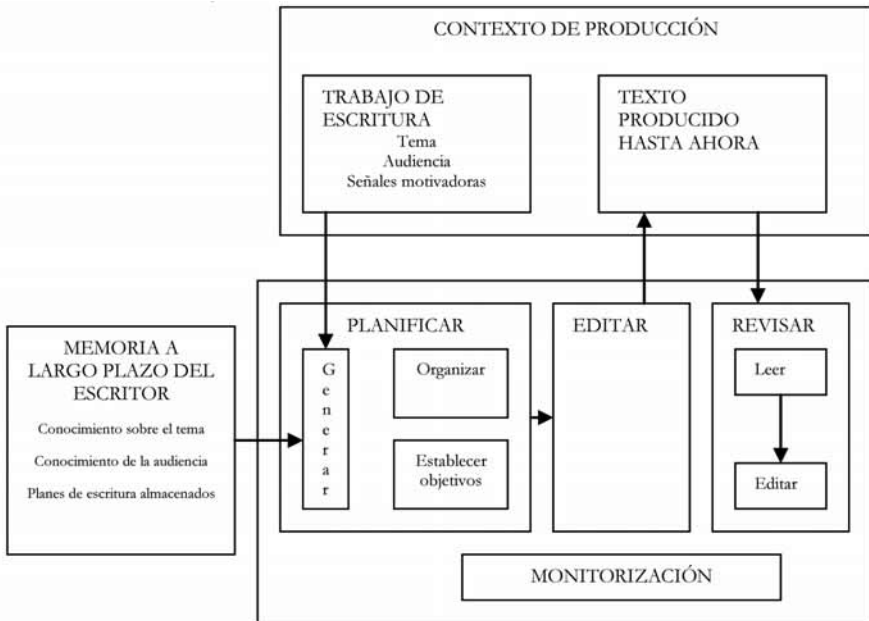 CONTEXTO DE PRODUCCIÓN
TRABAJO DE
ESCRITURA
Tema
Audiencia
Señales motivadoras
TEXTO
PRODUCIDO
HASTA AHORA
MEMORIA A
LARGO PLAZO DEL
ESCRITOR
Conocimiento sobre el tema
Conocimiento de la audiencia
Planes de escritura almacenados
PLANIFICAR
G
e
n
e
r
a
r
Organizar
Establecer
objetivos
EDITAR
REVISAR
Leer
Editar
MONITORIZACIÓN